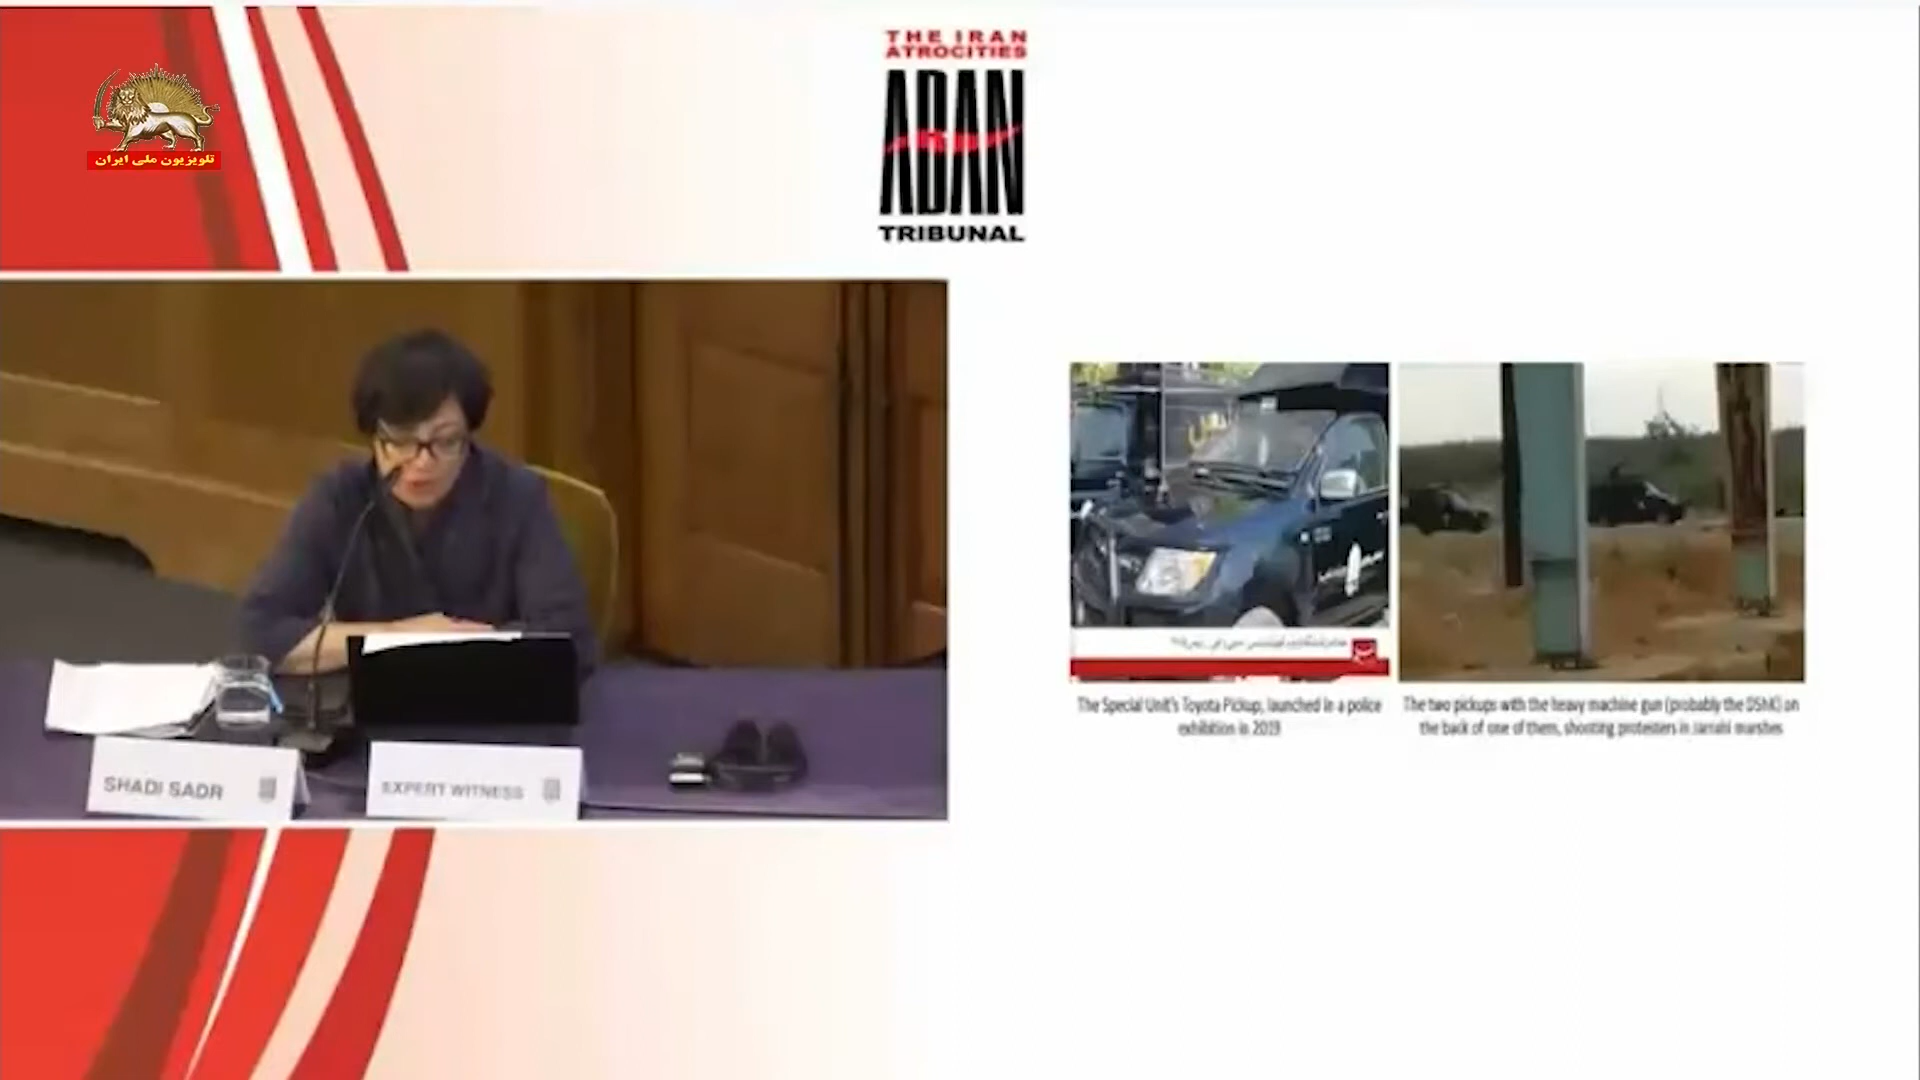 THE IRAN
ATROCITIES
ABAN
TRIBUNAL
تلویزیون ملی ایران
SHADI SADR
EXPERT WITNESS
The Special Unit's Toyota Pickup, launched in a police
exhibition in 2019
The two pickups with the heavy machine gun (probably the DShK) on
the back of one of them, shooting protesters in Jarrahi marshes